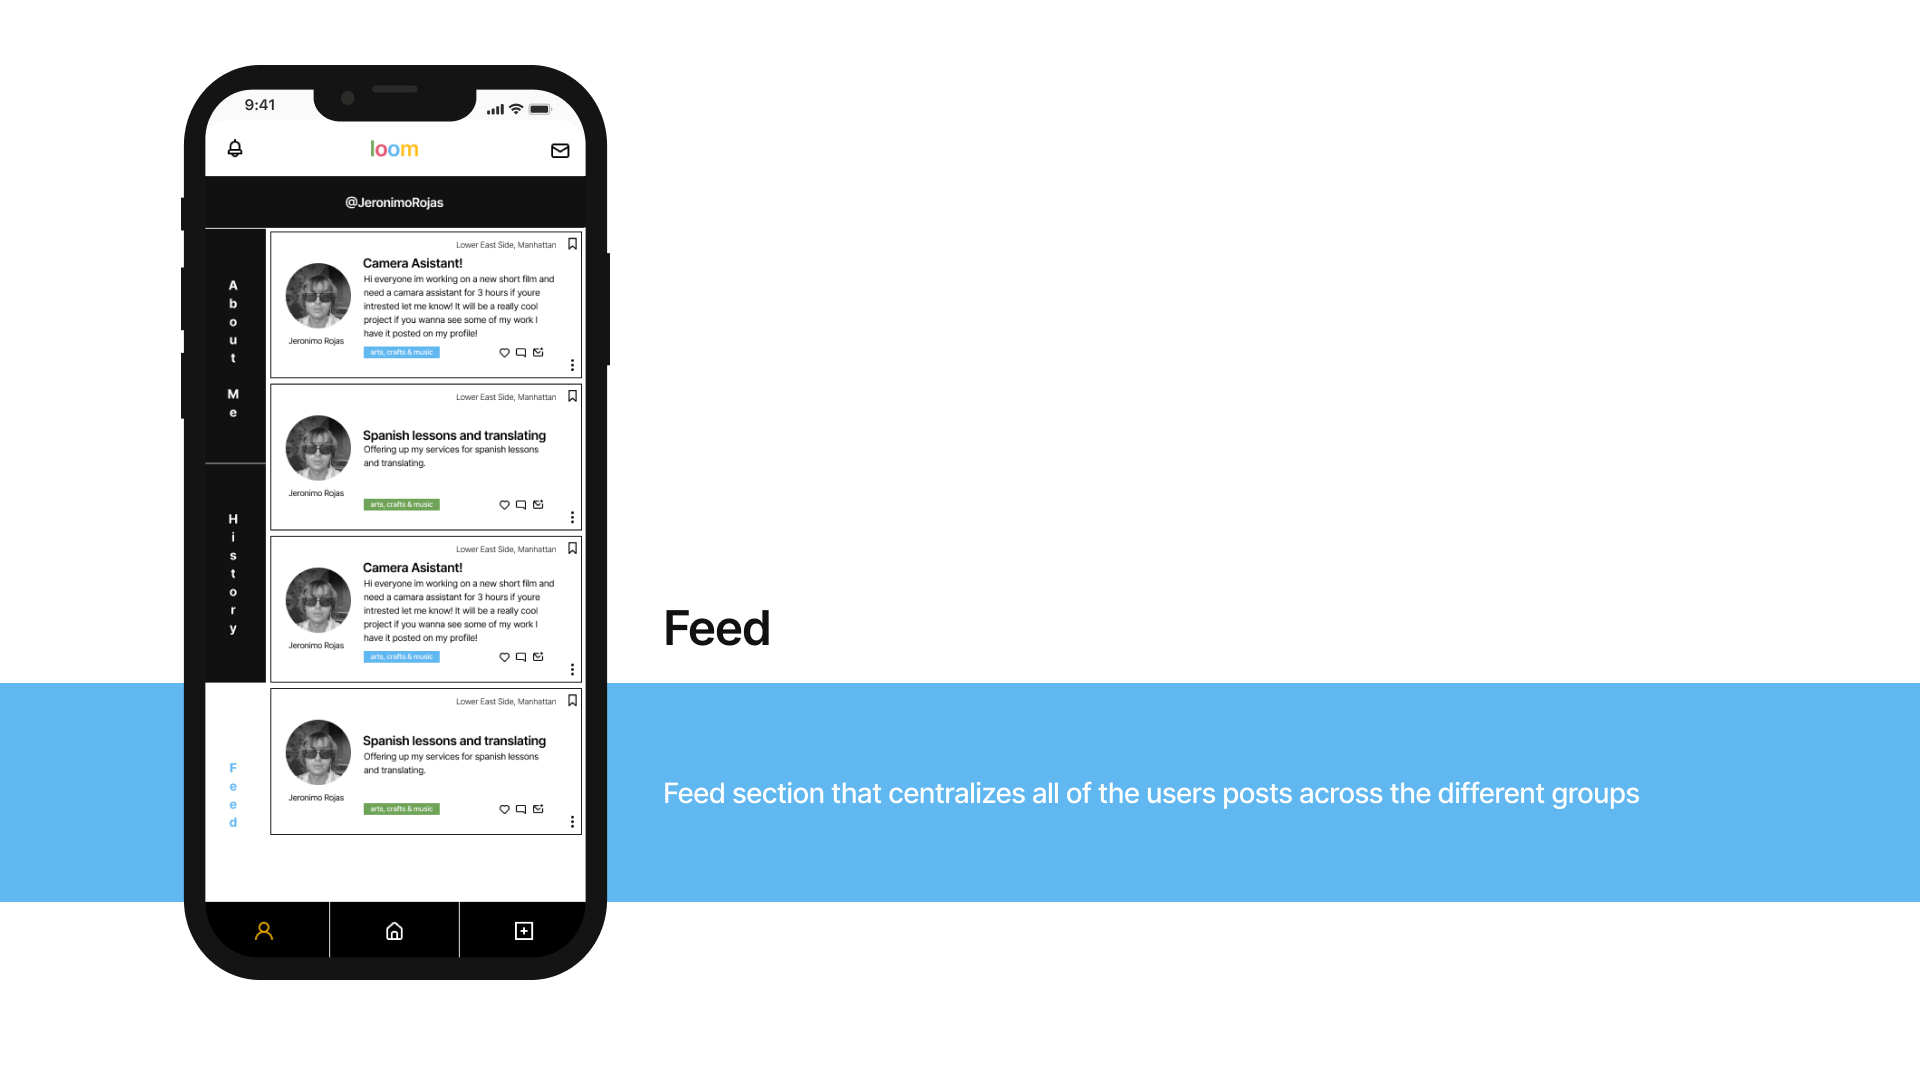 9:41
loom
@JeronimoRojas
About Me
History
Feed
Lower East Side, Manhattan
Camera Asistant!
Hi everyone im working on a new short film and
need a camara assistant for 3 hours if youre
intrested let me know! It will be a really cool
project if you wanna see some of my work I
have it posted on my profile!
Jeronimo Rojas
arts, crafts & music
Lower East Side, Manhattan
Spanish lessons and translating
Offering up my services for spanish lessons
and translating.
Jeronimo Rojas
arts, crafts & music
Lower East Side, Manhattan
Camera Asistant!
Hi everyone im working on a new short film and
need a camara assistant for 3 hours if youre
intrested let me know! It will be a really cool
project if you wanna see some of my work I
have it posted on my profile!
Jeronimo Rojas
arts, crafts & music
Lower East Side, Manhattan
Spanish lessons and translating
Offering up my services for spanish lessons
and translating.
Jeronimo Rojas
arts, crafts & music
Feed
Feed section that centralizes all of the users posts across the different groups